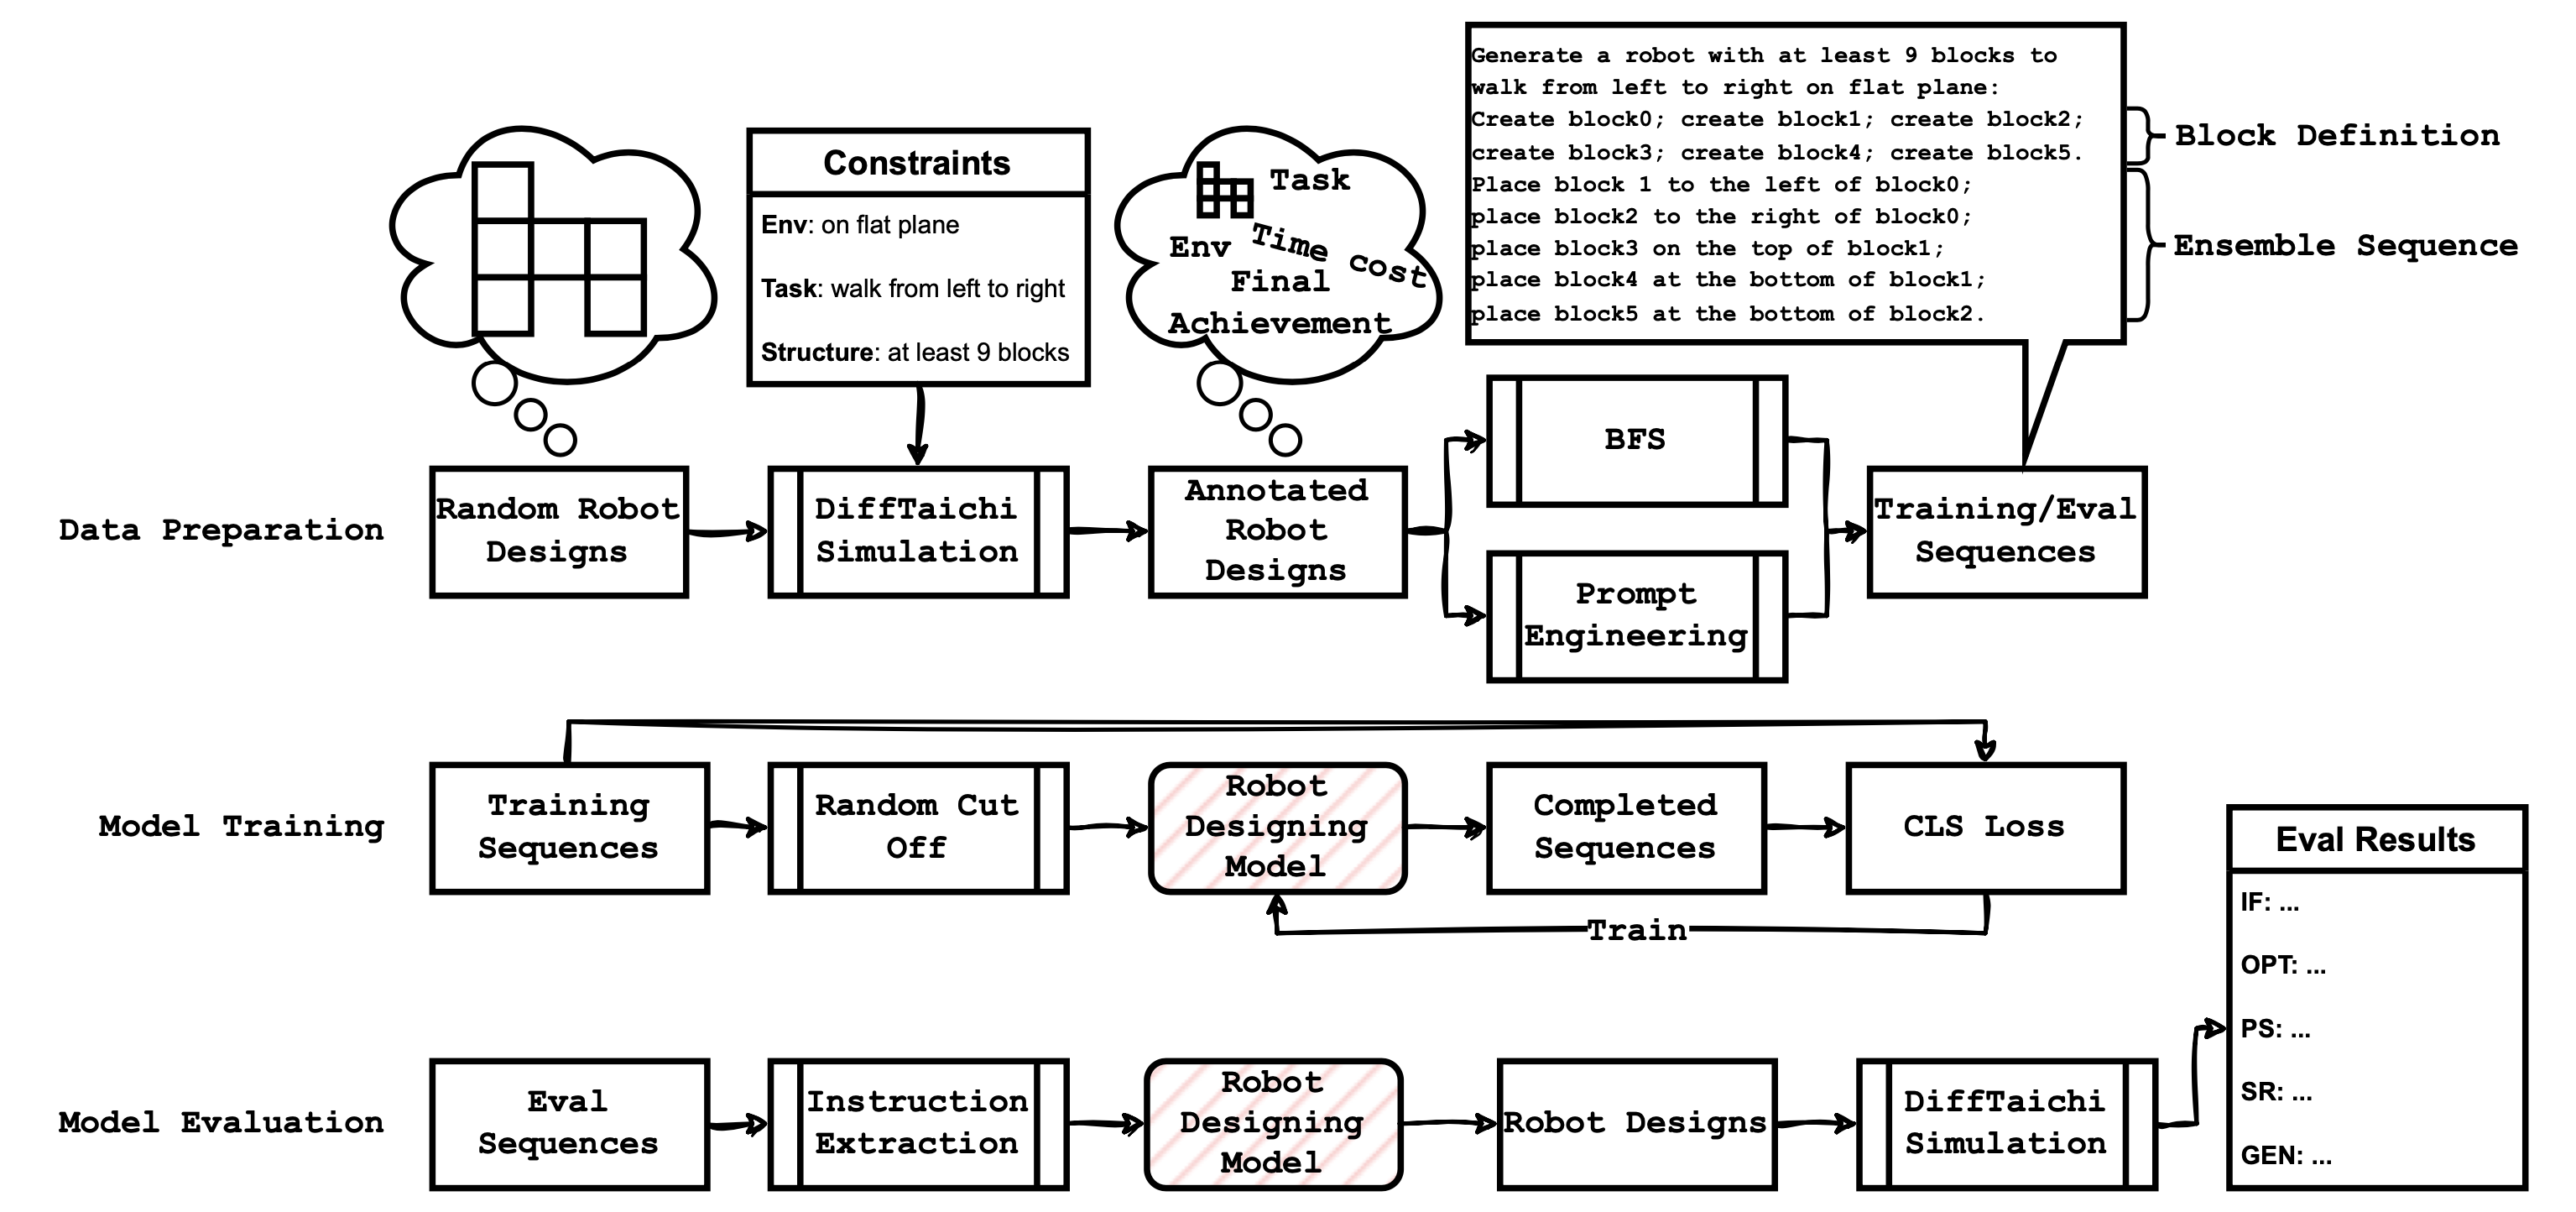 Generate a robot with at least 9 blocks to
walk from left to right on flat plane:
Create block0; create block1; create block2;
create block3; create block4; create block5.
Place block 1 to the left of block0;
place block2 to the right of block0;
place block3 on the top of block1;
place block4 at the bottom of block1;
place block5 at the bottom of block2.
Block Definition
Ensemble Sequence
Constraints
Env: on flat plane
Task: walk from left to right
Structure: at least 9 blocks
Task
Env
Time cost
Final
Achievement
Data Preparation
Random Robot
Designs
DiffTaichi
Simulation
Annotated
Robot
Designs
BFS
Prompt
Engineering
Training/Eval
Sequences
Model Training
Training
Sequences
Random Cut
Off
Robot
Designing
Model
Completed
Sequences
CLS Loss
Train
Model Evaluation
Eval
Sequences
Instruction
Extraction
Robot
Designing
Model
Robot Designs
DiffTaichi
Simulation
Eval Results
IF: ...
OPT: ...
PS: ...
SR: ...
GEN: ...